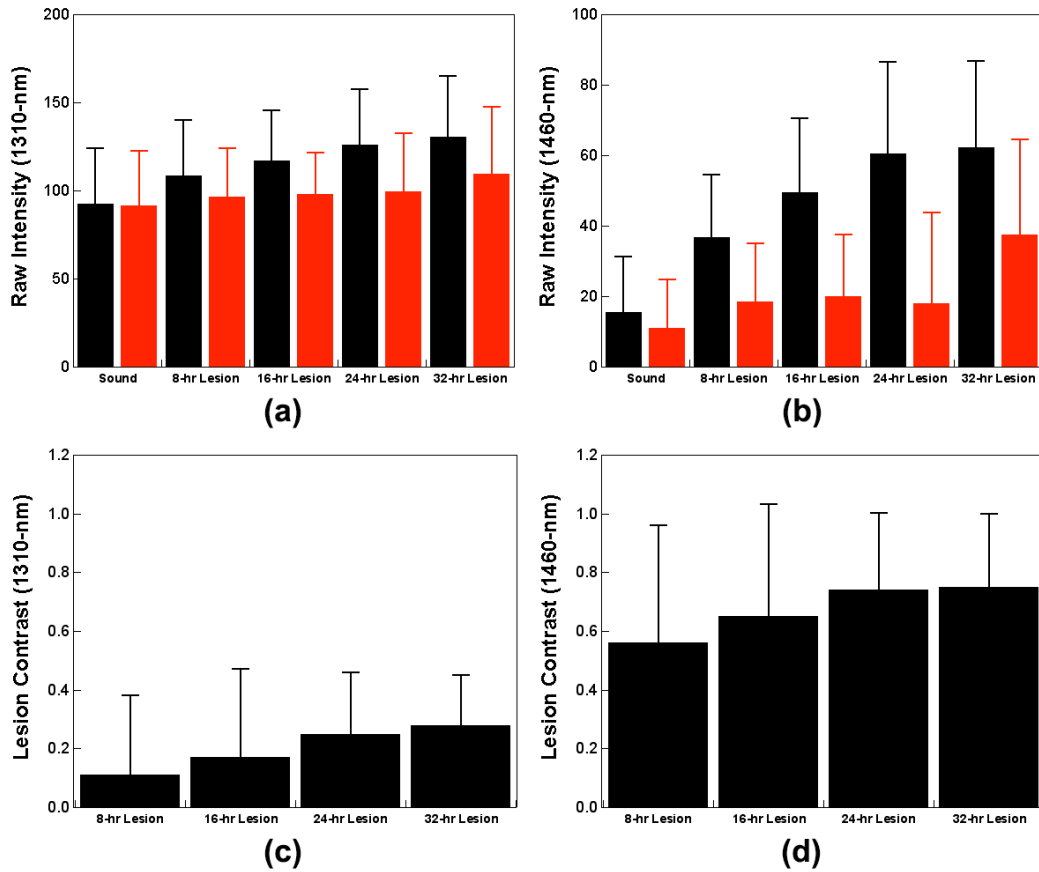 Raw Intensity (1310-nm)
200
150
100
50
0
Sound 8-hr Lesion 16-hr Lesion 24-hr Lesion 32-hr Lesion
(a)
Raw Intensity (1460-nm)
100
80
60
40
20
0
Sound 8-hr Lesion 16-hr Lesion 24-hr Lesion 32-hr Lesion
(b)
Lesion Contrast (1310-nm)
1.2
1.0
0.8
0.6
0.4
0.2
0.0
8-hr Lesion 16-hr Lesion 24-hr Lesion 32-hr Lesion
(c)
Lesion Contrast (1460-nm)
1.2
1.0
0.8
0.6
0.4
0.2
0.0
8-hr Lesion 16-hr Lesion 24-hr Lesion 32-hr Lesion
(d)